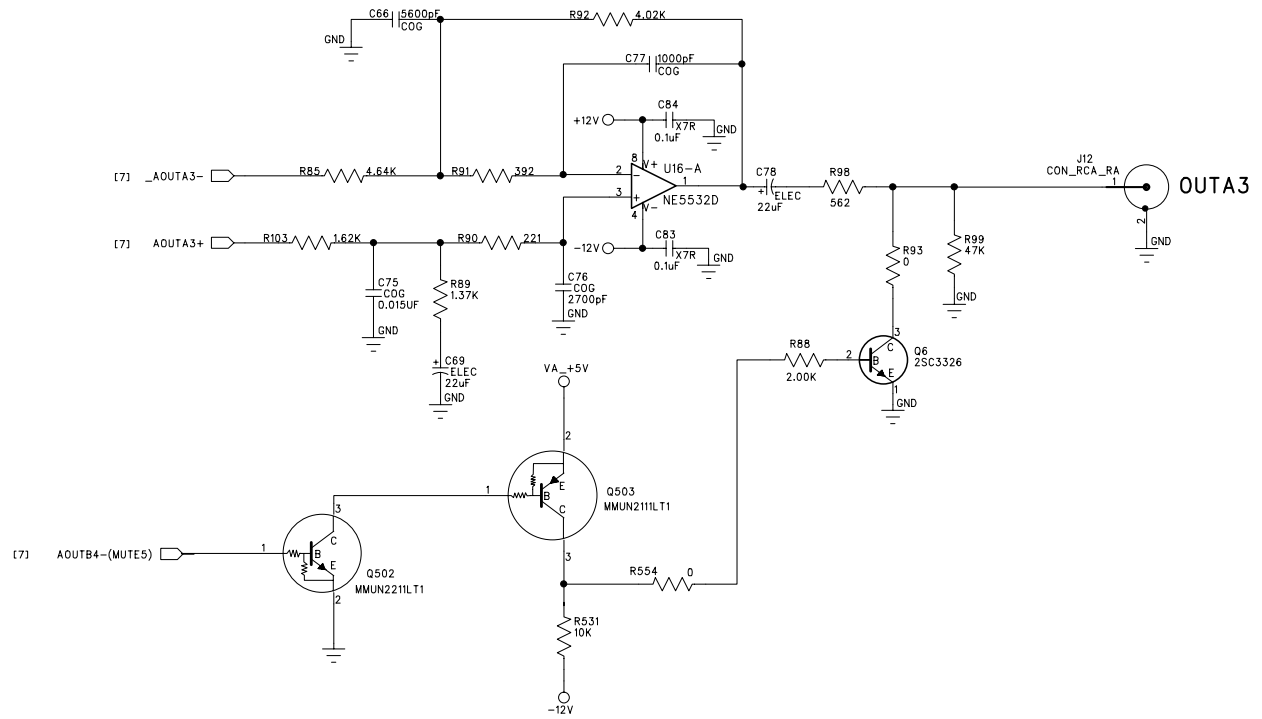 C66 5600pF
COG
GND
R92 4.02K
C77 1000pF
COG
C84
+12V
X7R
0.1uF
GND
[7] _AOUTA3-
R85 4.64K
R91 392
8 V+
U16-A
2 -
3 +
1
NE5532D
4 V-
C78
+ ELEC
22uF
R98
562
J12
CON_RCA_RA
1
2
OUTA3
GND
[7] AOUTA3+
R103 1.62K
R90 221
-12V
C83
X7R
0.1uF
GND
R93
0
R99
47K
GND
C75
COG
0.015UF
GND
R89
1.37K
C76
COG
2700pF
GND
+ C69
ELEC
22uF
GND
R88
2.00K
2
3
C
B
E
1
Q6
2SC3326
GND
VA_+5V
2
1
E
B
C
3
Q503
MMUN2111LT1
[7] AOUTB4-(MUTE5)
1
3
C
B
E
2
Q502
MMUN2211LT1
R554 0
R531
10K
-12V